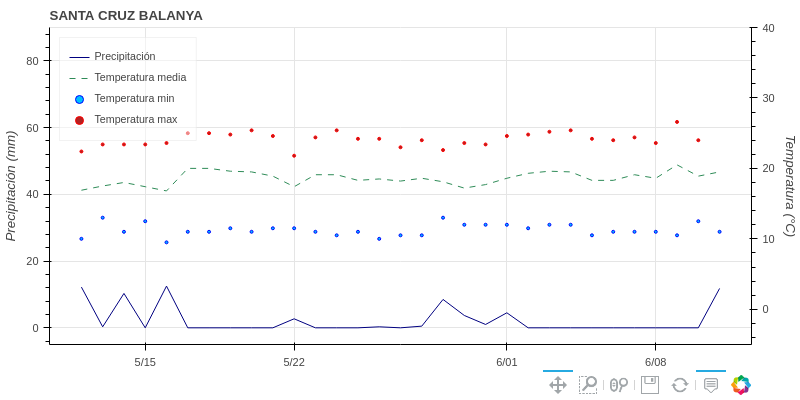 SANTA CRUZ BALANYA
Precipitación
Temperatura media
Temperatura min
Temperatura max
Precipitación (mm)
80
60
40
20
0
40
30
20
10
0
Temperatura (°C)
5/15
5/22
6/01
6/08